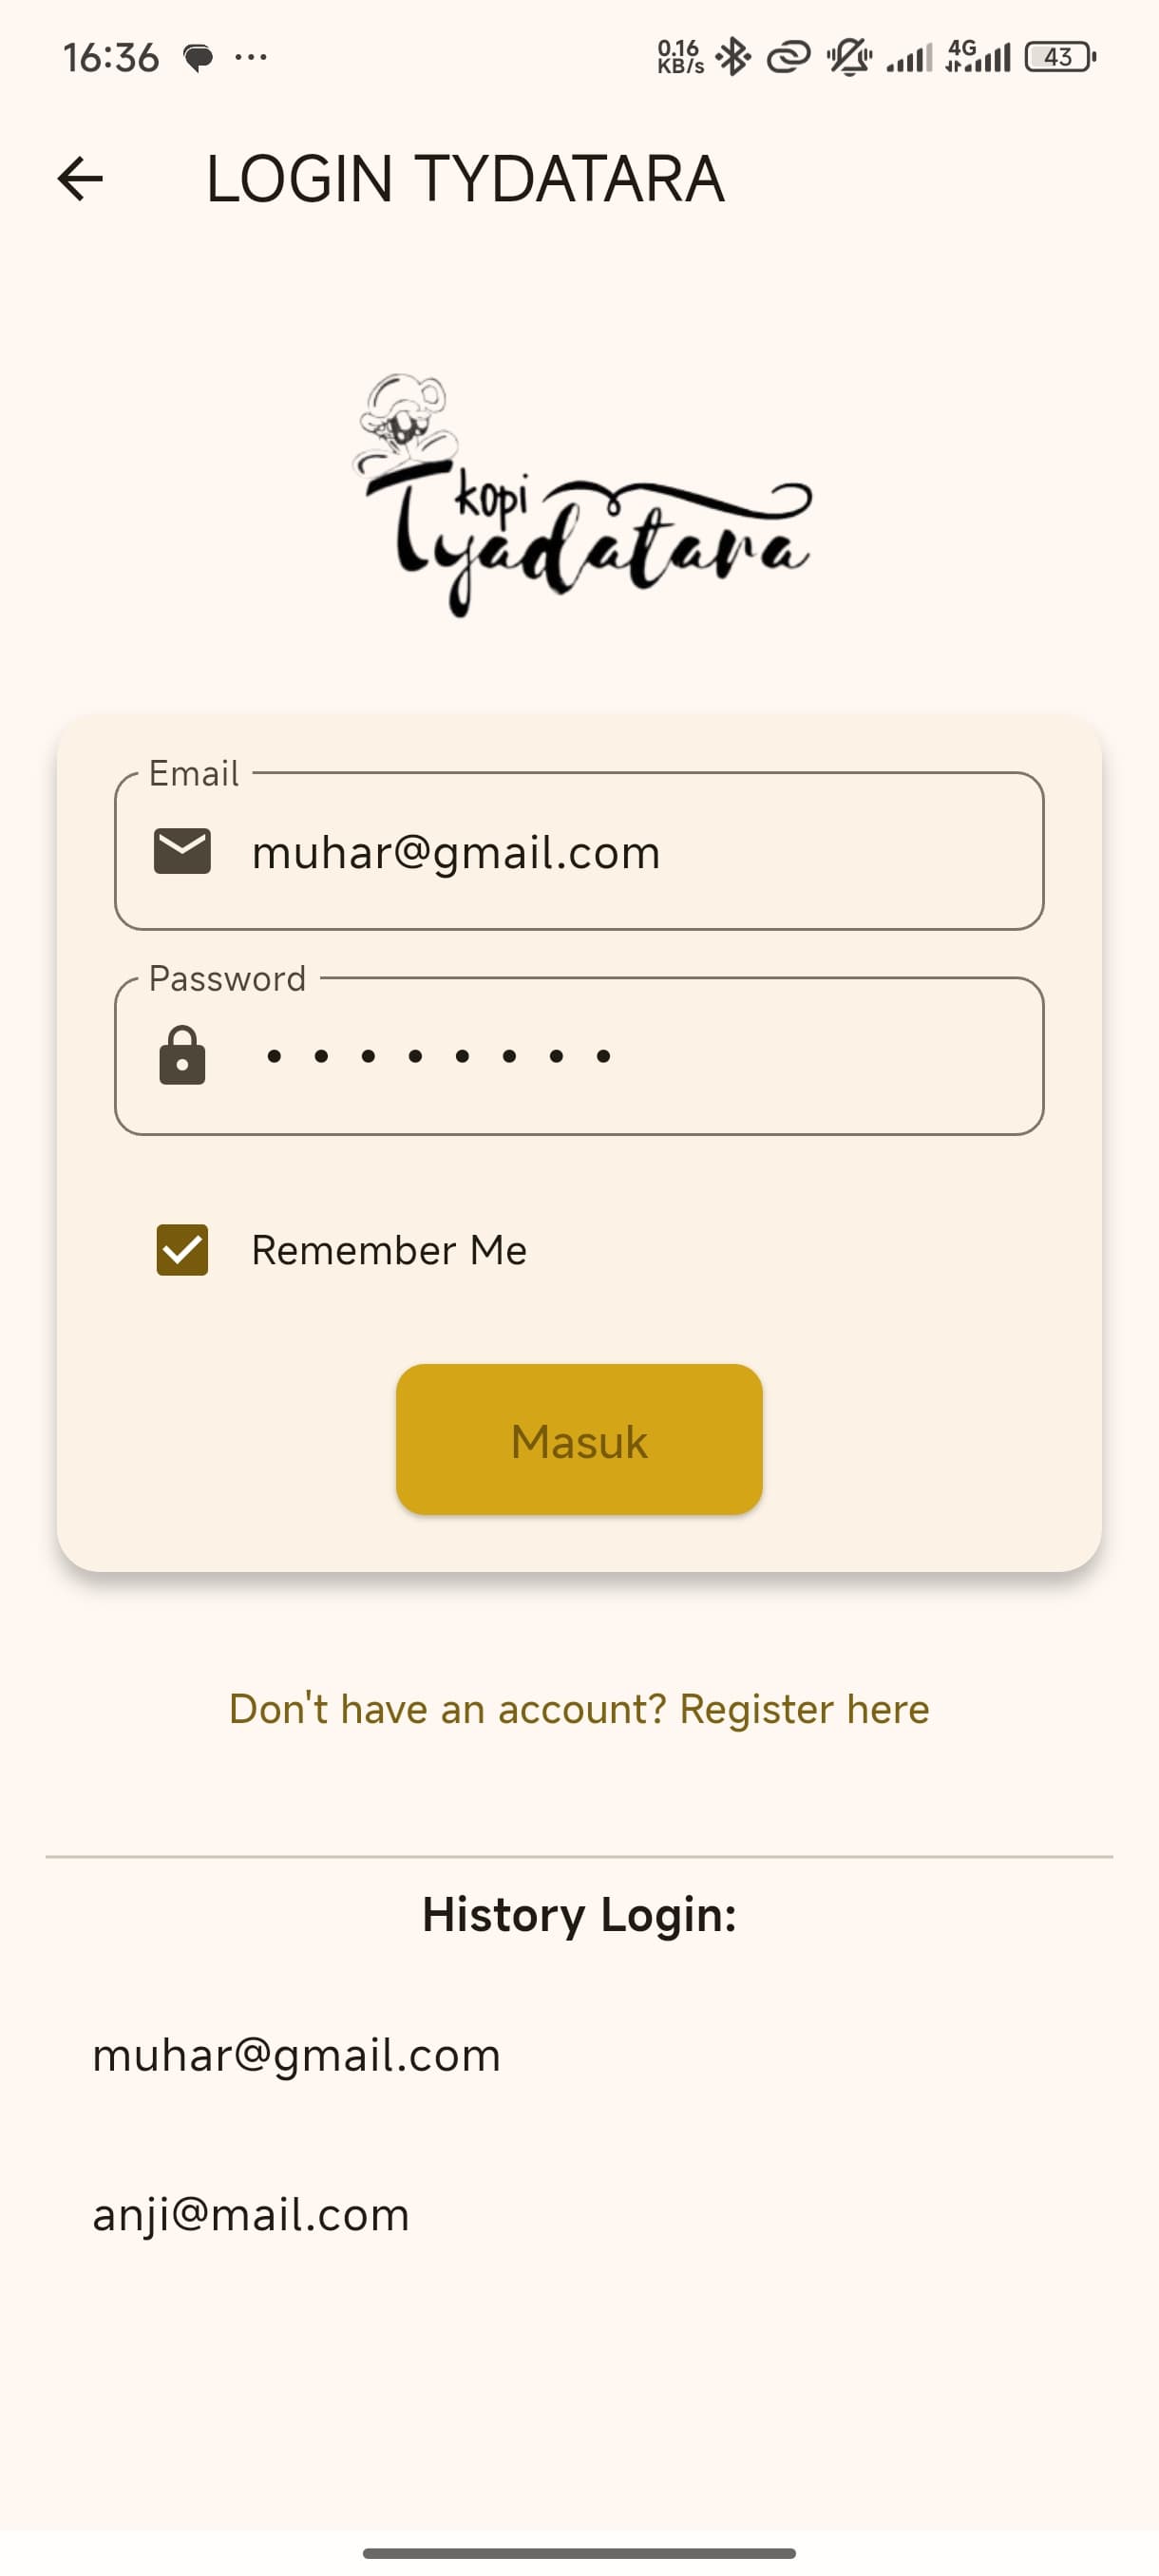 16:36
0.16 KB/s
4G
43
LOGIN TYDATARA
kopi
Tyadatara
Email
muhar@gmail.com
Password
Remember Me
Masuk
Don't have an account? Register here
History Login:
muhar@gmail.com
anji@mail.com